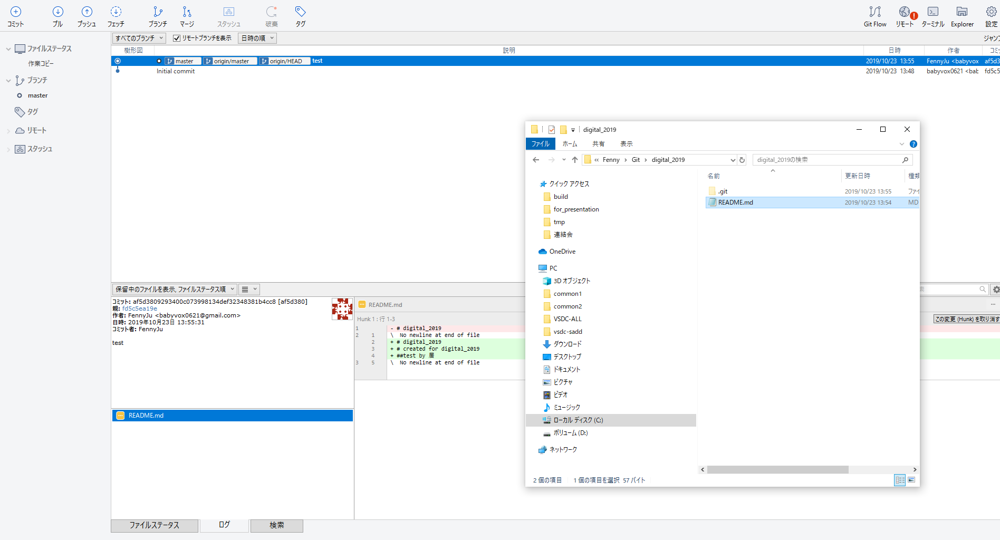 コミット プル プッシュ フェッチ ブランチ マージ スタッシュ 破棄 タグ Git Flow リモート ターミナル Explorer 設定
ファイルステータス
作業コピー
ブランチ
master
タグ
リモート
スタッシュ
すべてのブランチ リモートブランチを表示 日時の順 ジャンプ
樹形図 説明 日時 作者 コミ
master origin/master origin/HEAD test 2019/10/23 13:55 FennyJu <babyvox af5d3
Initial commit 2019/10/23 13:48 babyvox0621 <bab fd5c5
digital_2019
ファイル ホーム 共有 表示
« Fenny › Git › digital_2019 digital_2019の検索
クイック アクセス
build
for_presentation
tmp
連絡会
OneDrive
PC
3D オブジェクト
common1
common2
VSDC-ALL
vsdc-sadd
ダウンロード
デスクトップ
ドキュメント
ピクチャ
ビデオ
ミュージック
ローカル ディスク (C:)
ボリューム (D:)
ネットワーク
名前 更新日時 種類
.git 2019/10/23 13:55 ファイ
README.md 2019/10/23 13:54 MD
2 個の項目 1 個の項目を選択 57 バイト
保留中のファイルを表示, ファイルステータス順
コミット: af5d3809293400c073998134def32348381b4cc8 [af5d380]
親: fd5c5ea19e
作者: FennyJu <babyvox0621@gmail.com>
日時: 2019年10月23日 13:55:31
コミット者: FennyJu
test
README.md
README.md
Hunk 1 : 行 1-3 この変更 (Hunk) を取り消す
1 - # digital_2019
2 1 \ No newline at end of file
2 + # digital_2019
3 + # created for digital_2019
4 + ##test by 居
3 5 \ No newline at end of file
ファイルステータス ログ 検索